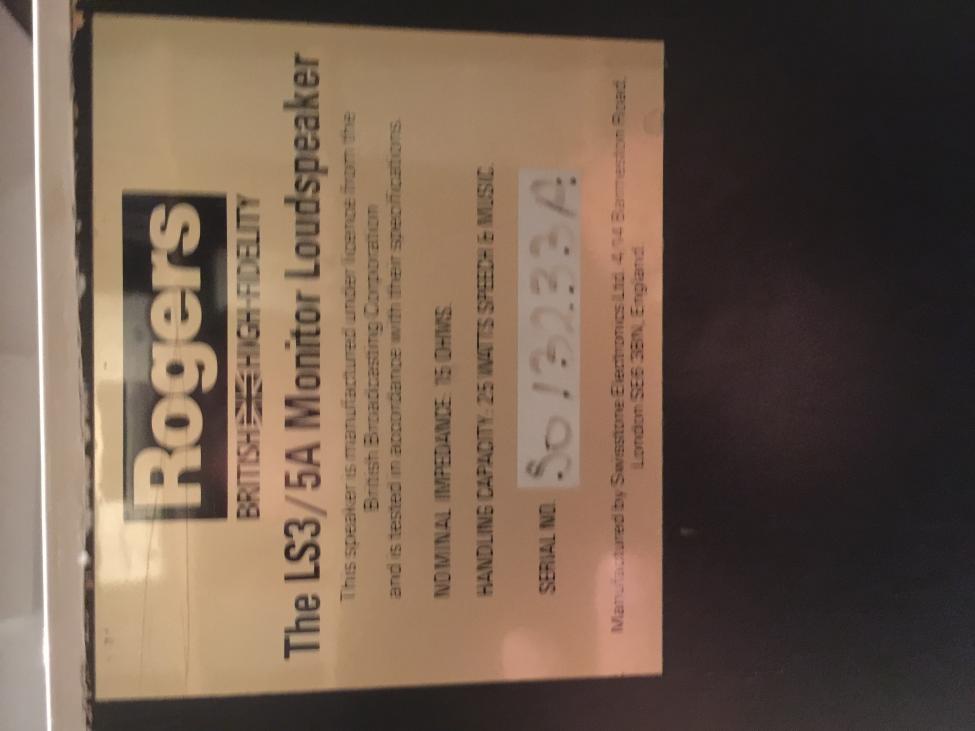 Rogers
BRITISH HIGH FIDELITY
The LS3/5A Monitor Loudspeaker
This speaker is manufactured under licence from the
British Broadcasting Corporation
and is tested in accordance with their specifications.
NOMINAL IMPEDANCE: 15 OHMS.
HANDLING CAPACITY: 25 WATTS SPEECH & MUSIC.
SERIAL NO. SO13233A
Manufactured by Swisstone Electronics Ltd. 4/14 Barmeston Road,
London SE6 3BN, England.